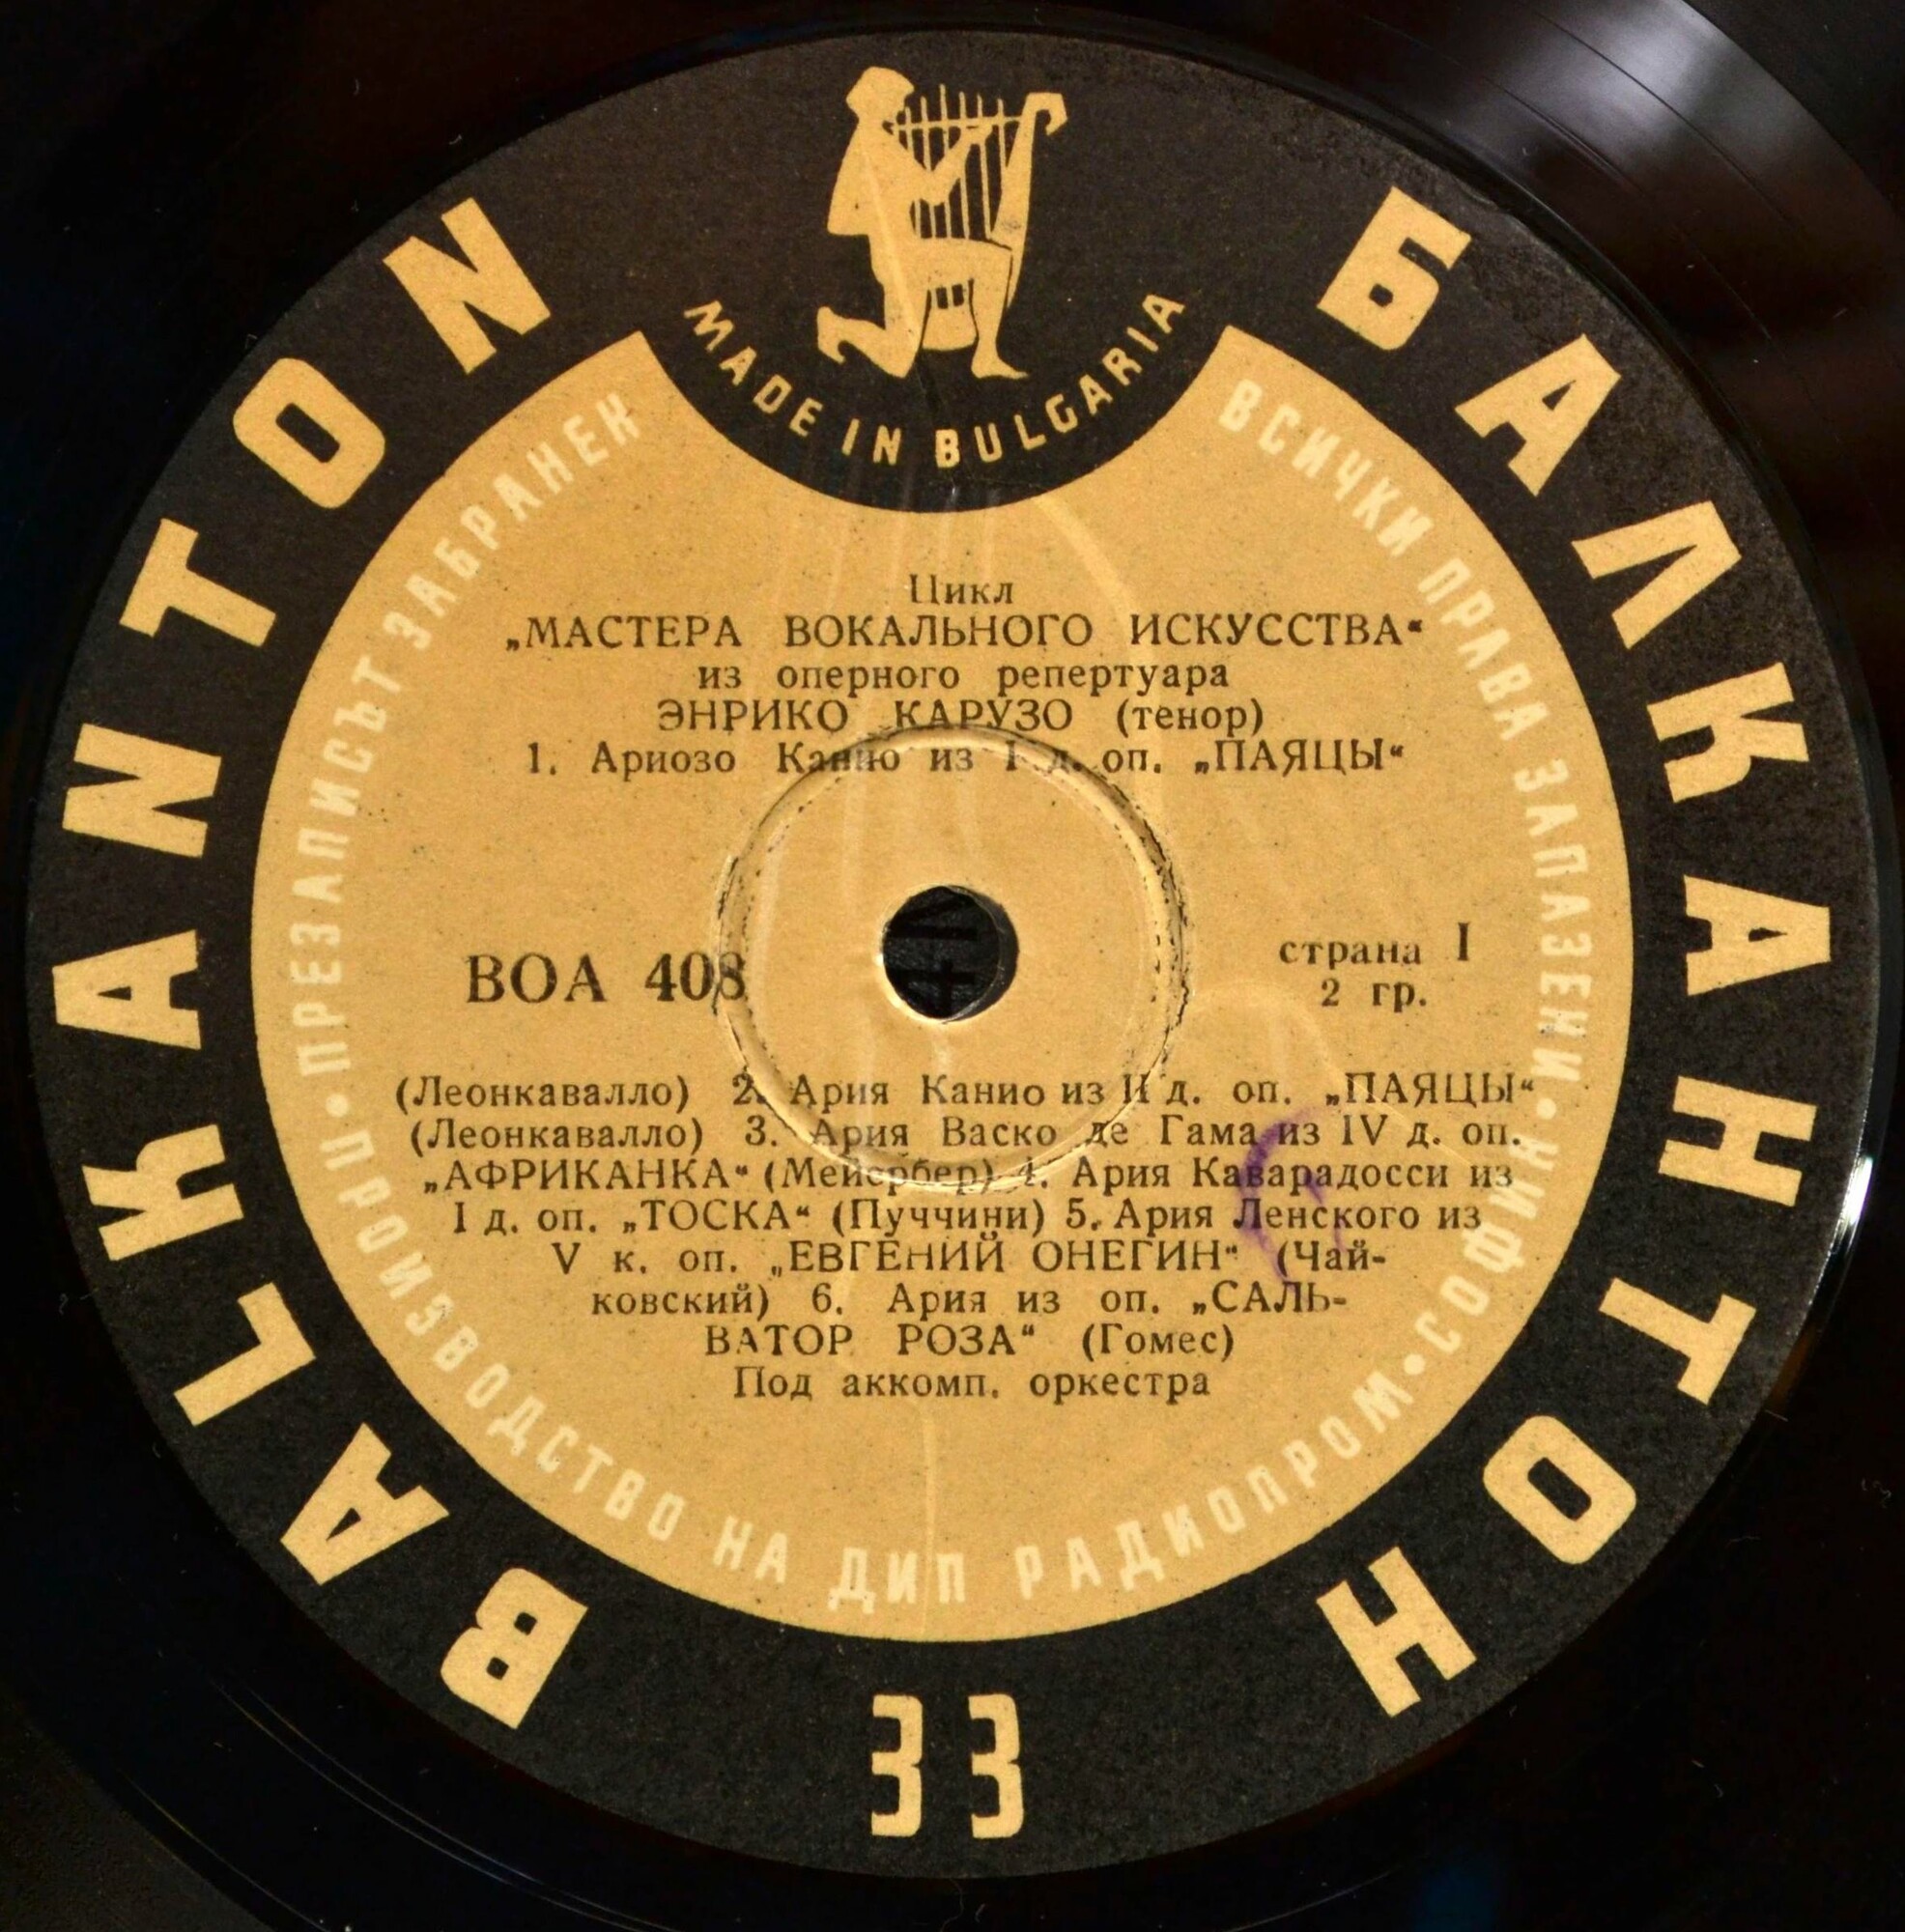 BALKANTON
БАЛКАНТОН
MADE IN BULGARIA
ВСИЧКИ ПРАВА ЗАПАЗЕНИ • КИНОФИЦ • СОФИЯ
ПРОИЗВОДСТВО НА ДИП РАДИОПРОМ • СОФИЯ
ПРЕЗАПИСЪТ ЗАБРАНЕН
Цикл
„МАСТЕРА ВОКАЛЬНОГО ИСКУССТВА“
из оперного репертуара
ЭНРИКО КАРУЗО (тенор)
1. Ариозо Канио из I д. оп. „ПАЯЦЫ“
ВОА 408
страна I
2 гр.
(Леонкавалло) 2. Ария Канио из II д. оп. „ПАЯЦЫ“
(Леонкавалло) 3. Ария Васко де Гама из IV д. оп.
„АФРИКАНКА“ (Мейербер) 4. Ария Каварадосси из
I д. оп. „ТОСКА“ (Пуччини) 5. Ария Ленского из
V к. оп. „ЕВГЕНИЙ ОНЕГИН“ (Чай-
ковский) 6. Ария из оп. „САЛЬ-
ВАТОР РОЗА“ (Гомес)
Под аккомп. оркестра
33